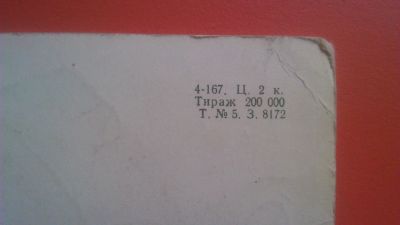 4-167. Ц. 2 к.
Тираж 200 000
Т. № 5. З. 8172